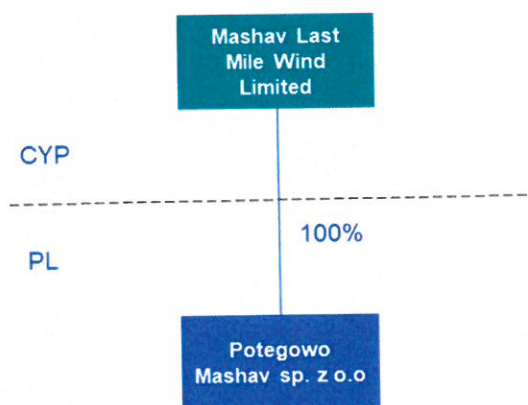 Mashav Last
Mile Wind
Limited
CYP
100%
PL
Potegowo
Mashav sp. z o.o